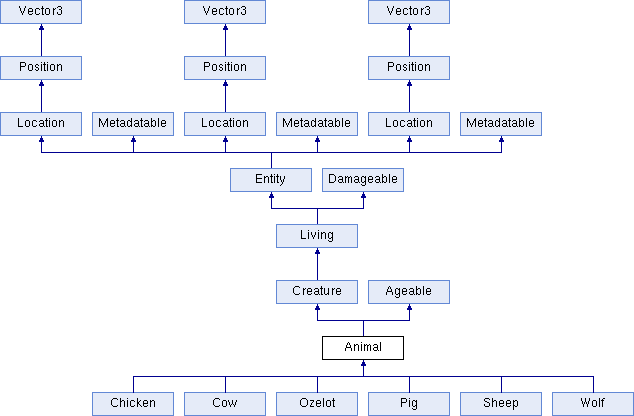 Vector3 Vector3 Vector3
Position Position Position
Location Metadatable Location Metadatable Location Metadatable
Entity Damageable
Living
Creature Ageable
Animal
Chicken Cow Ozelot Pig Sheep Wolf